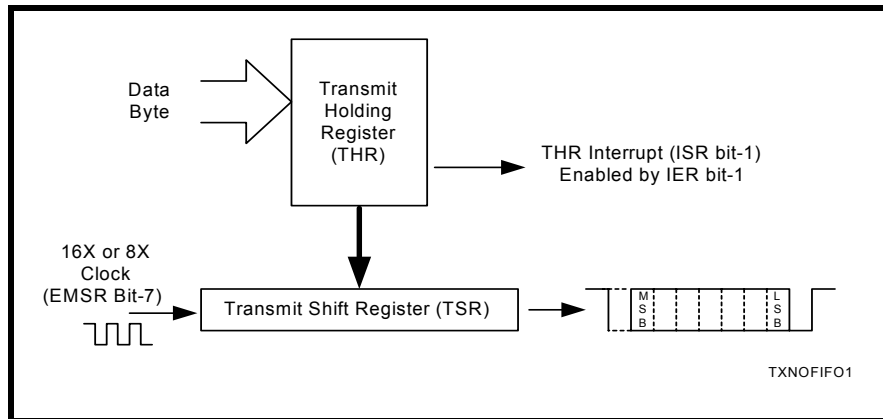 Data
Byte
Transmit
Holding
Register
(THR)
THR Interrupt (ISR bit-1)
Enabled by IER bit-1
16X or 8X
Clock
(EMSR Bit-7)
Transmit Shift Register (TSR)
M
S
B
L
S
B
TXNOFIFO1